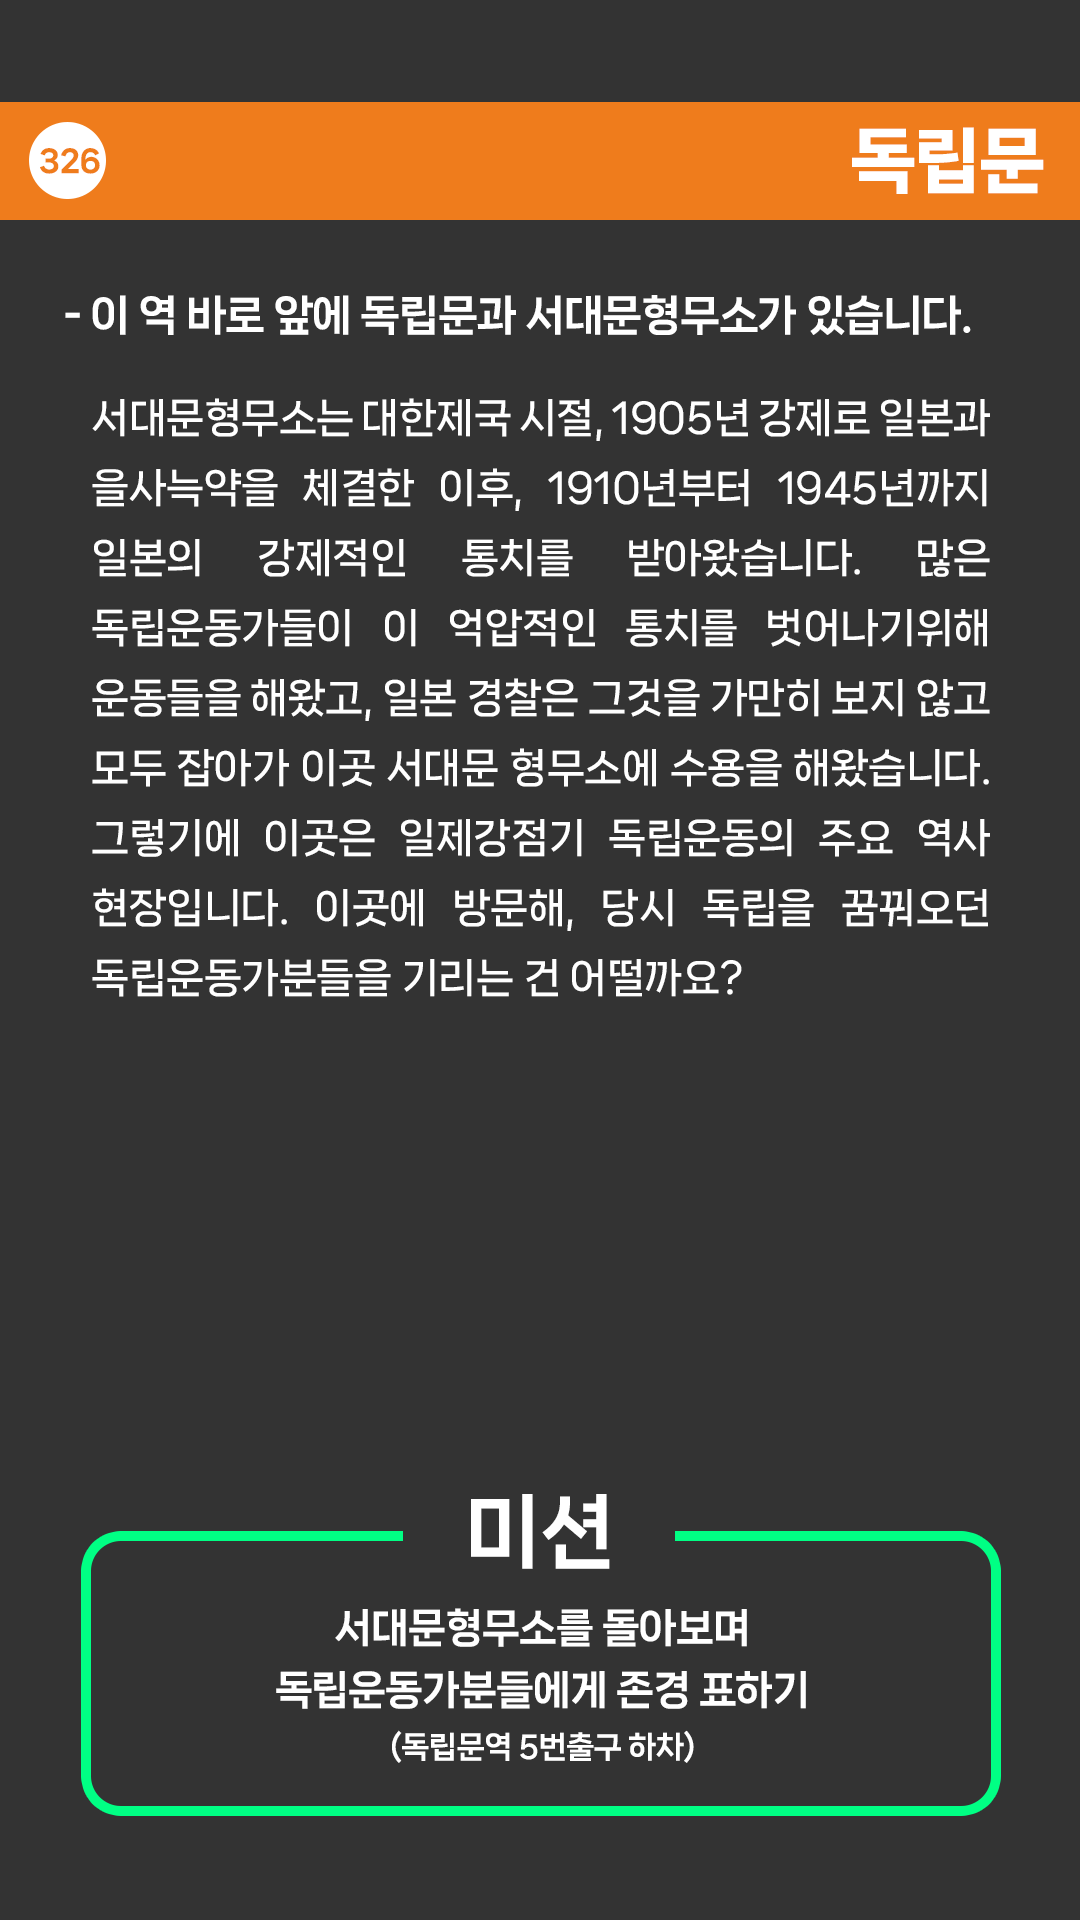 326
독립문
- 이 역 바로 앞에 독립문과 서대문형무소가 있습니다.
서대문형무소는 대한제국 시절, 1905년 강제로 일본과
을사늑약을 체결한 이후, 1910년부터 1945년까지
일본의 강제적인 통치를 받아왔습니다. 많은
독립운동가들이 이 억압적인 통치를 벗어나기위해
운동들을 해왔고, 일본 경찰은 그것을 가만히 보지 않고
모두 잡아가 이곳 서대문 형무소에 수용을 해왔습니다.
그렇기에 이곳은 일제강점기 독립운동의 주요 역사
현장입니다. 이곳에 방문해, 당시 독립을 꿈꿔오던
독립운동가분들을 기리는 건 어떨까요?
미션
서대문형무소를 돌아보며
독립운동가분들에게 존경 표하기
(독립문역 5번출구 하차)